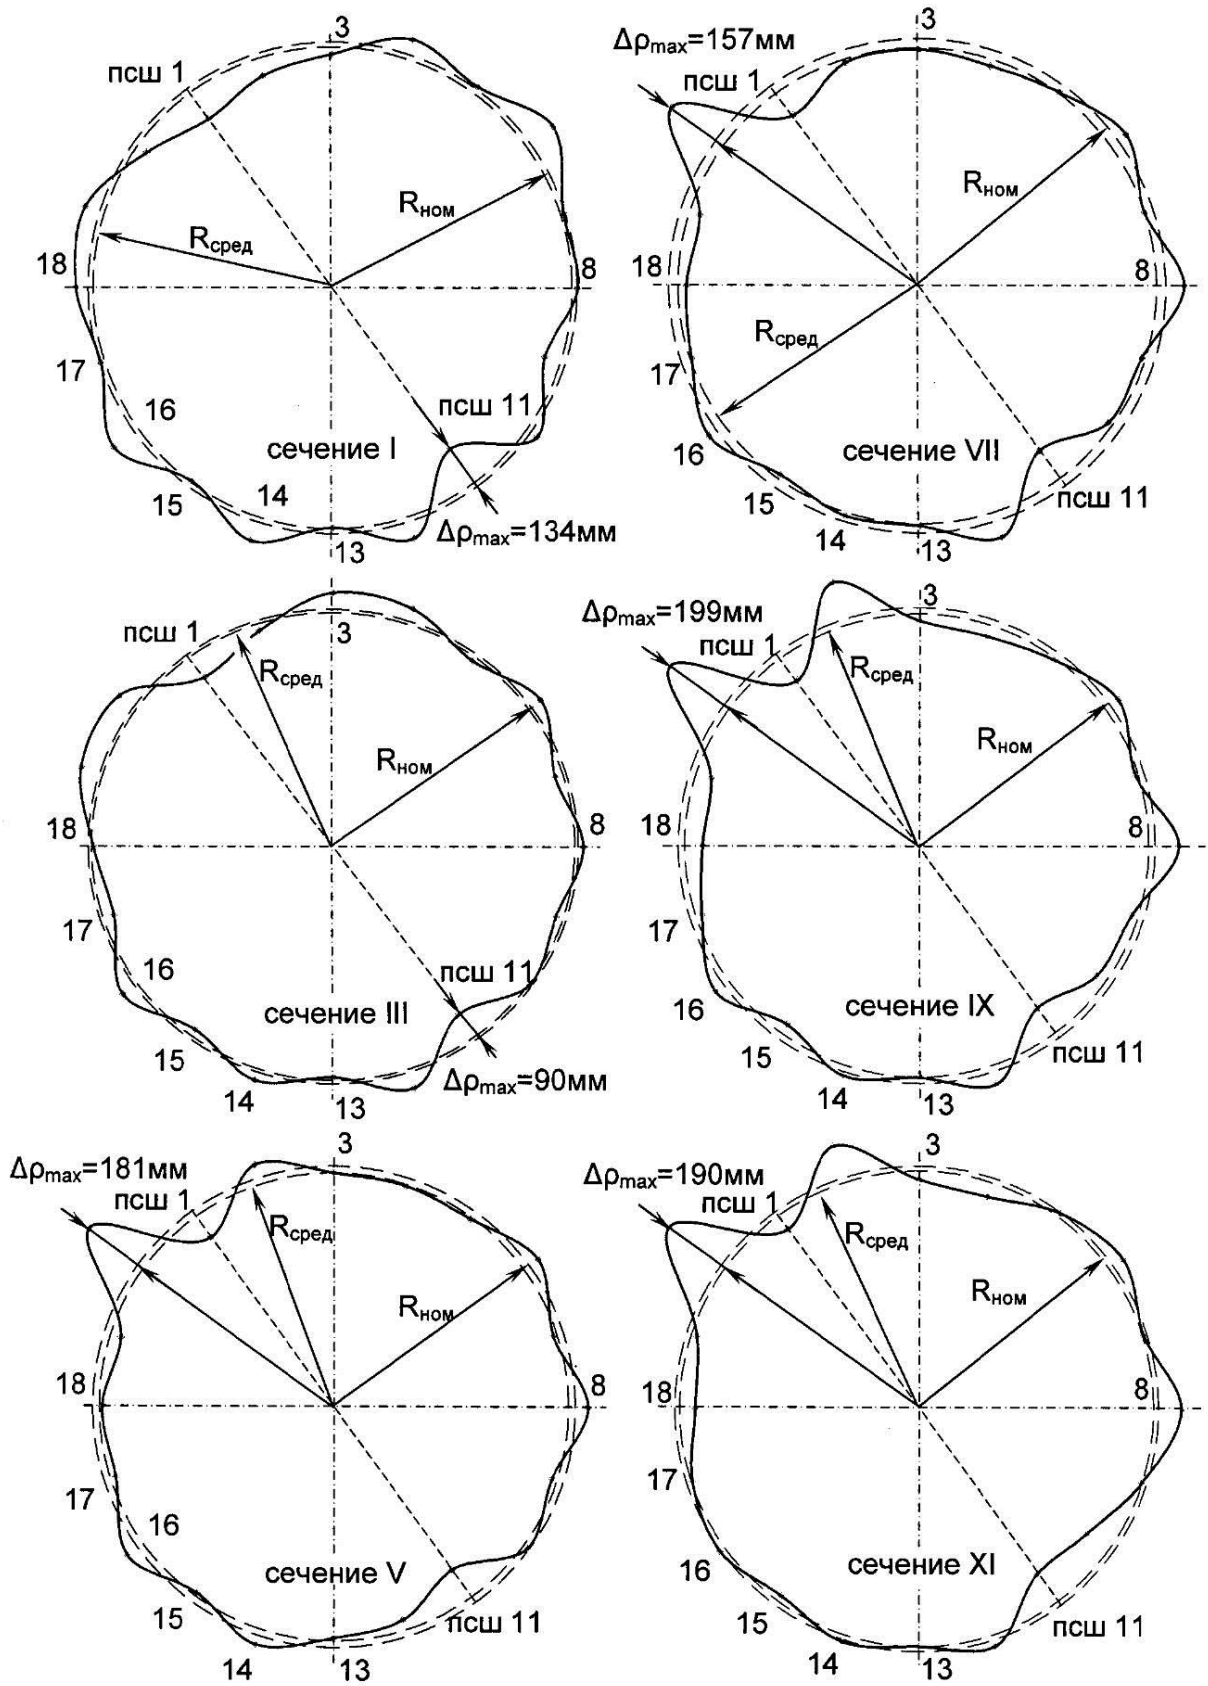 3
псш 1
Rном
Rсред
18
8
17
16
псш 11
сечение I
15
14
Δρmax=134мм
13
3
Δρmax=157мм
псш 1
Rном
18
8
Rсред
17
16
сечение VII
15
псш 11
14
13
псш 1
3
Rсред
Rном
18
8
17
16
псш 11
сечение III
15
Δρmax=90мм
14
13
3
Δρmax=199мм
псш 1
Rсред
Rном
18
8
17
16
сечение IX
15
псш 11
14
13
3
Δρmax=181мм
псш 1
Rсред
Rном
18
8
17
16
сечение V
15
псш 11
14
13
3
Δρmax=190мм
псш 1
Rсред
Rном
18
8
17
16
сечение XI
15
псш 11
14
13